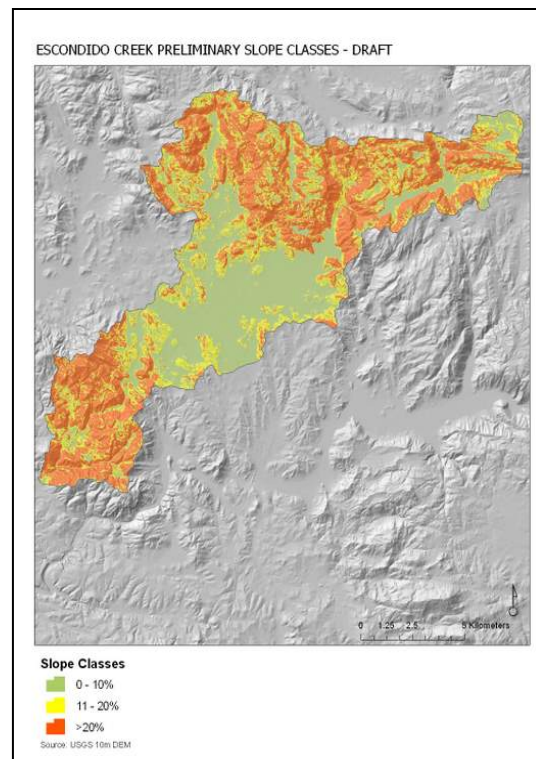 ESCONDIDO CREEK PRELIMINARY SLOPE CLASSES - DRAFT
0 1.25 2.5 5 Kilometers
Slope Classes
0 - 10%
11 - 20%
>20%
Source: USGS 10m DEM